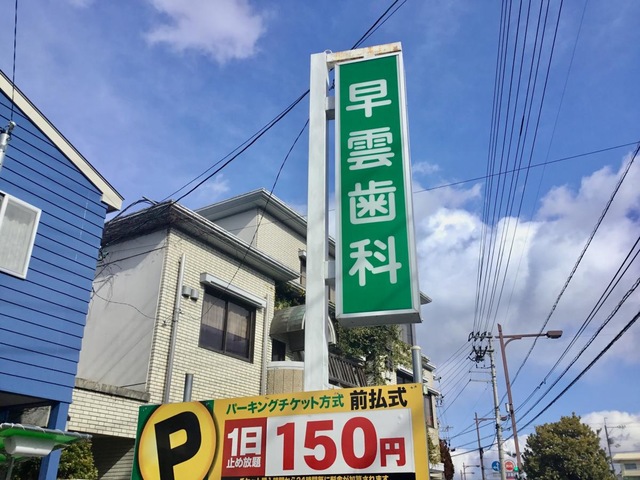 早雲歯科
パーキングチケット方式 前払式
P
1日
止め放題
150円